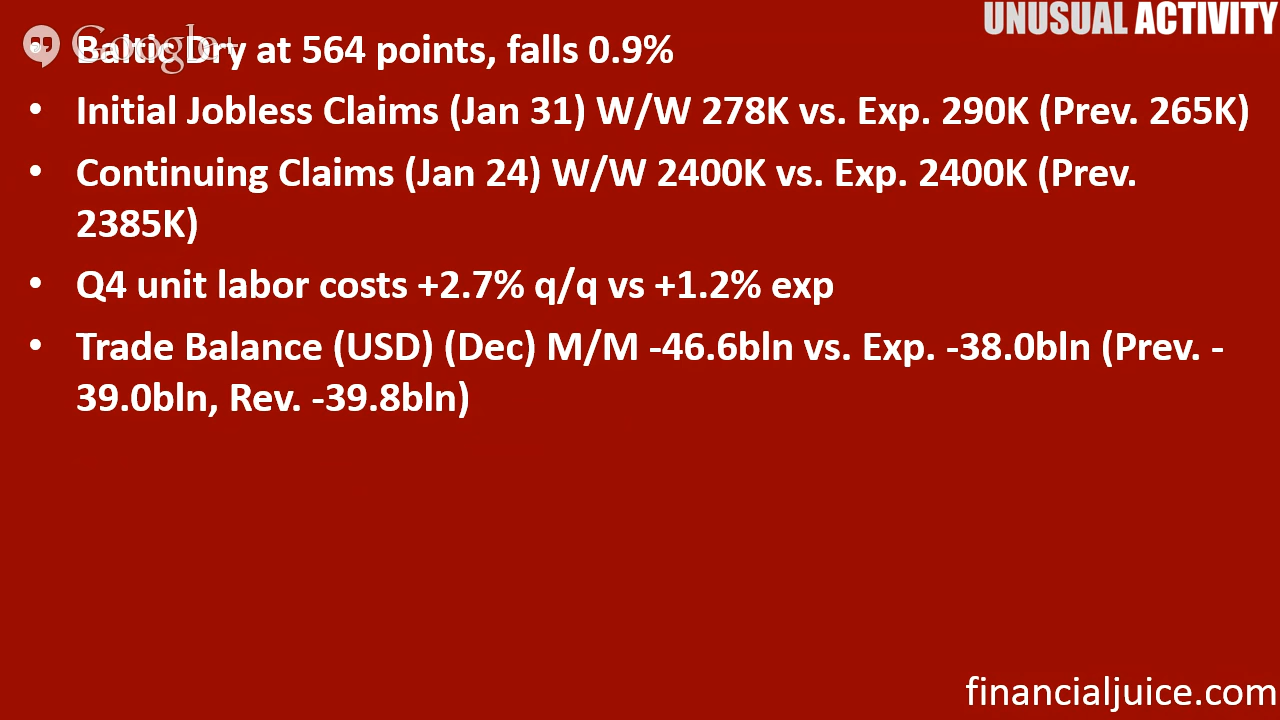 UNUSUAL ACTIVITY
Google+
• Baltic Dry at 564 points, falls 0.9%
• Initial Jobless Claims (Jan 31) W/W 278K vs. Exp. 290K (Prev. 265K)
• Continuing Claims (Jan 24) W/W 2400K vs. Exp. 2400K (Prev.
2385K)
• Q4 unit labor costs +2.7% q/q vs +1.2% exp
• Trade Balance (USD) (Dec) M/M -46.6bln vs. Exp. -38.0bln (Prev. -
39.0bln, Rev. -39.8bln)
financialjuice.com